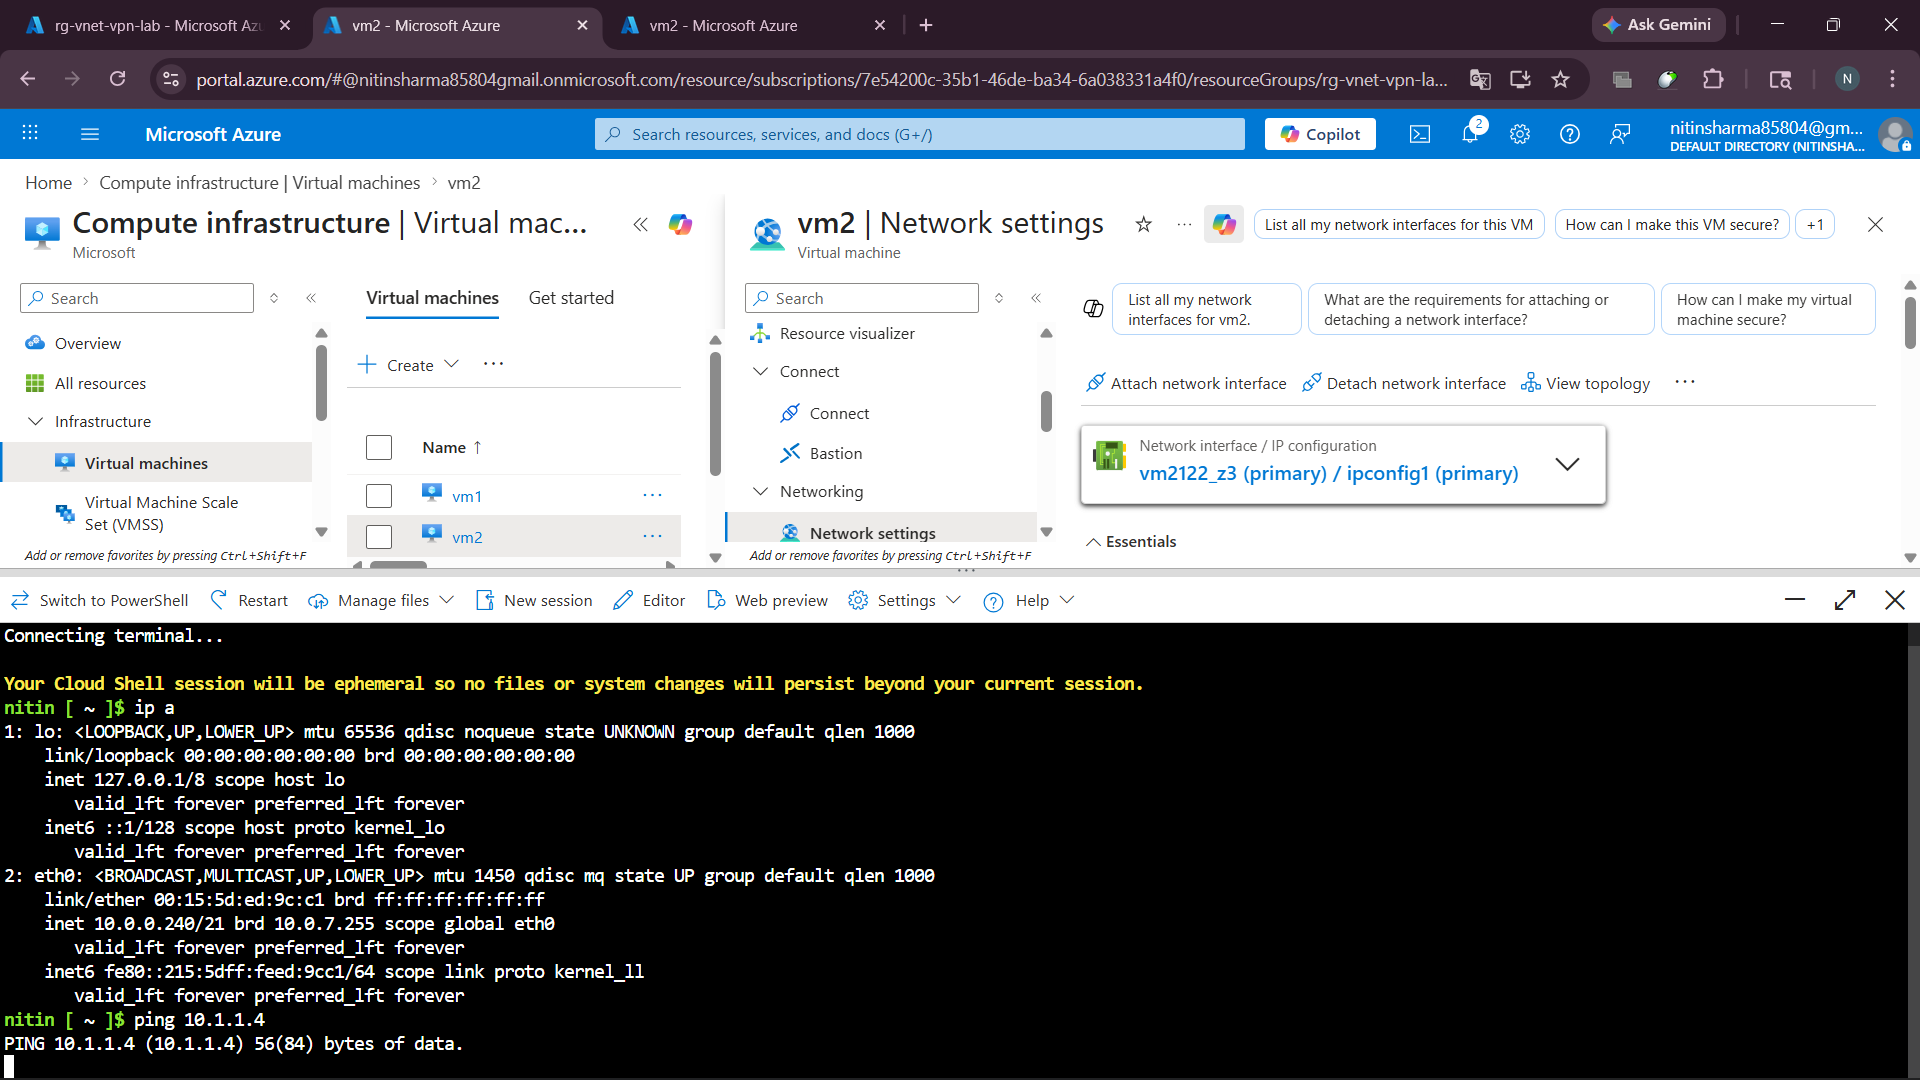 rg-vnet-vpn-lab - Microsoft Az
vm2 - Microsoft Azure
vm2 - Microsoft Azure
Ask Gemini
portal.azure.com/#@nitinsharma85804gmail.onmicrosoft.com/resource/subscriptions/7e54200c-35b1-46de-ba34-6a038331a4f0/resourceGroups/rg-vnet-vpn-la...
N
Microsoft Azure
Search resources, services, and docs (G+/)
Copilot
2
nitinsharma85804@gm...
DEFAULT DIRECTORY (NITINSHA...
Home > Compute infrastructure | Virtual machines > vm2
Compute infrastructure | Virtual mac...
Microsoft
Search
Overview
All resources
Infrastructure
Virtual machines
Virtual Machine Scale
Set (VMSS)
Add or remove favorites by pressing Ctrl+Shift+F
Virtual machines
Get started
Create
Name ↑
vm1
vm2
vm2 | Network settings
Virtual machine
List all my network interfaces for this VM
How can I make this VM secure?
+1
Search
Resource visualizer
Connect
Connect
Bastion
Networking
Network settings
Add or remove favorites by pressing Ctrl+Shift+F
List all my network
interfaces for vm2.
What are the requirements for attaching or
detaching a network interface?
How can I make my virtual
machine secure?
Attach network interface
Detach network interface
View topology
Network interface / IP configuration
vm2122_z3 (primary) / ipconfig1 (primary)
Essentials
Switch to PowerShell
Restart
Manage files
New session
Editor
Web preview
Settings
Help
Connecting terminal...
Your Cloud Shell session will be ephemeral so no files or system changes will persist beyond your current session.
nitin [ ~ ]$ ip a
1: lo: <LOOPBACK,UP,LOWER_UP> mtu 65536 qdisc noqueue state UNKNOWN group default qlen 1000
link/loopback 00:00:00:00:00:00 brd 00:00:00:00:00:00
inet 127.0.0.1/8 scope host lo
valid_lft forever preferred_lft forever
inet6 ::1/128 scope host proto kernel_lo
valid_lft forever preferred_lft forever
2: eth0: <BROADCAST,MULTICAST,UP,LOWER_UP> mtu 1450 qdisc mq state UP group default qlen 1000
link/ether 00:15:5d:ed:9c:c1 brd ff:ff:ff:ff:ff:ff
inet 10.0.0.240/21 brd 10.0.7.255 scope global eth0
valid_lft forever preferred_lft forever
inet6 fe80::215:5dff:feed:9cc1/64 scope link proto kernel_ll
valid_lft forever preferred_lft forever
nitin [ ~ ]$ ping 10.1.1.4
PING 10.1.1.4 (10.1.1.4) 56(84) bytes of data.